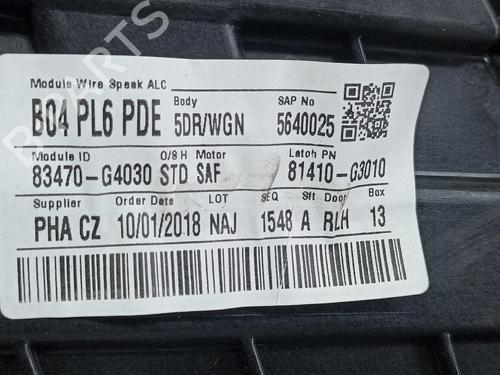 Module Wire Speak ALC
B04 PL6 PDE
Body
5DR/WGN
SAP No
5640025
Module ID
83470-G4030
O/S H Motor
STD SAF
Latch PN
81410-G3010
Supplier
PHA CZ
Order Date
10/01/2018
LOT
NAJ
SEQ
1548
Sft
A
Door
RLH
Box
13